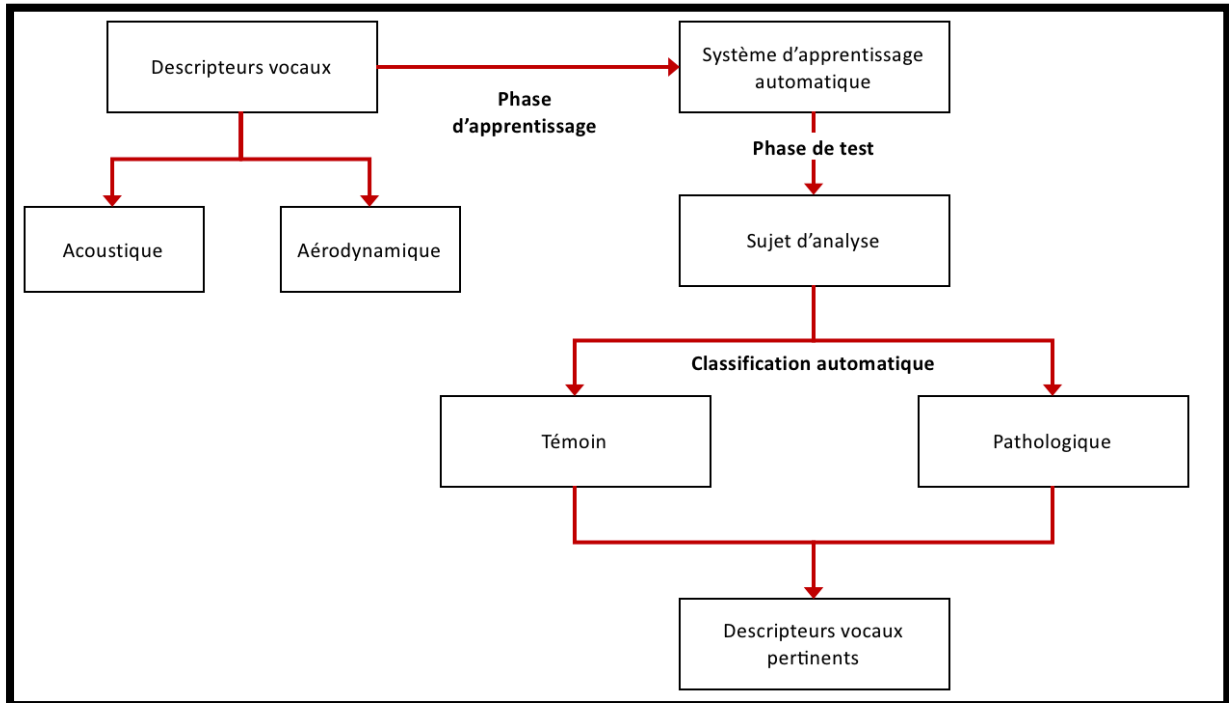 Descripteurs vocaux
Système d’apprentissage
automatique
Phase
d’apprentissage
Phase de test
Acoustique
Aérodynamique
Sujet d’analyse
Classification automatique
Témoin
Pathologique
Descripteurs vocaux
pertinents